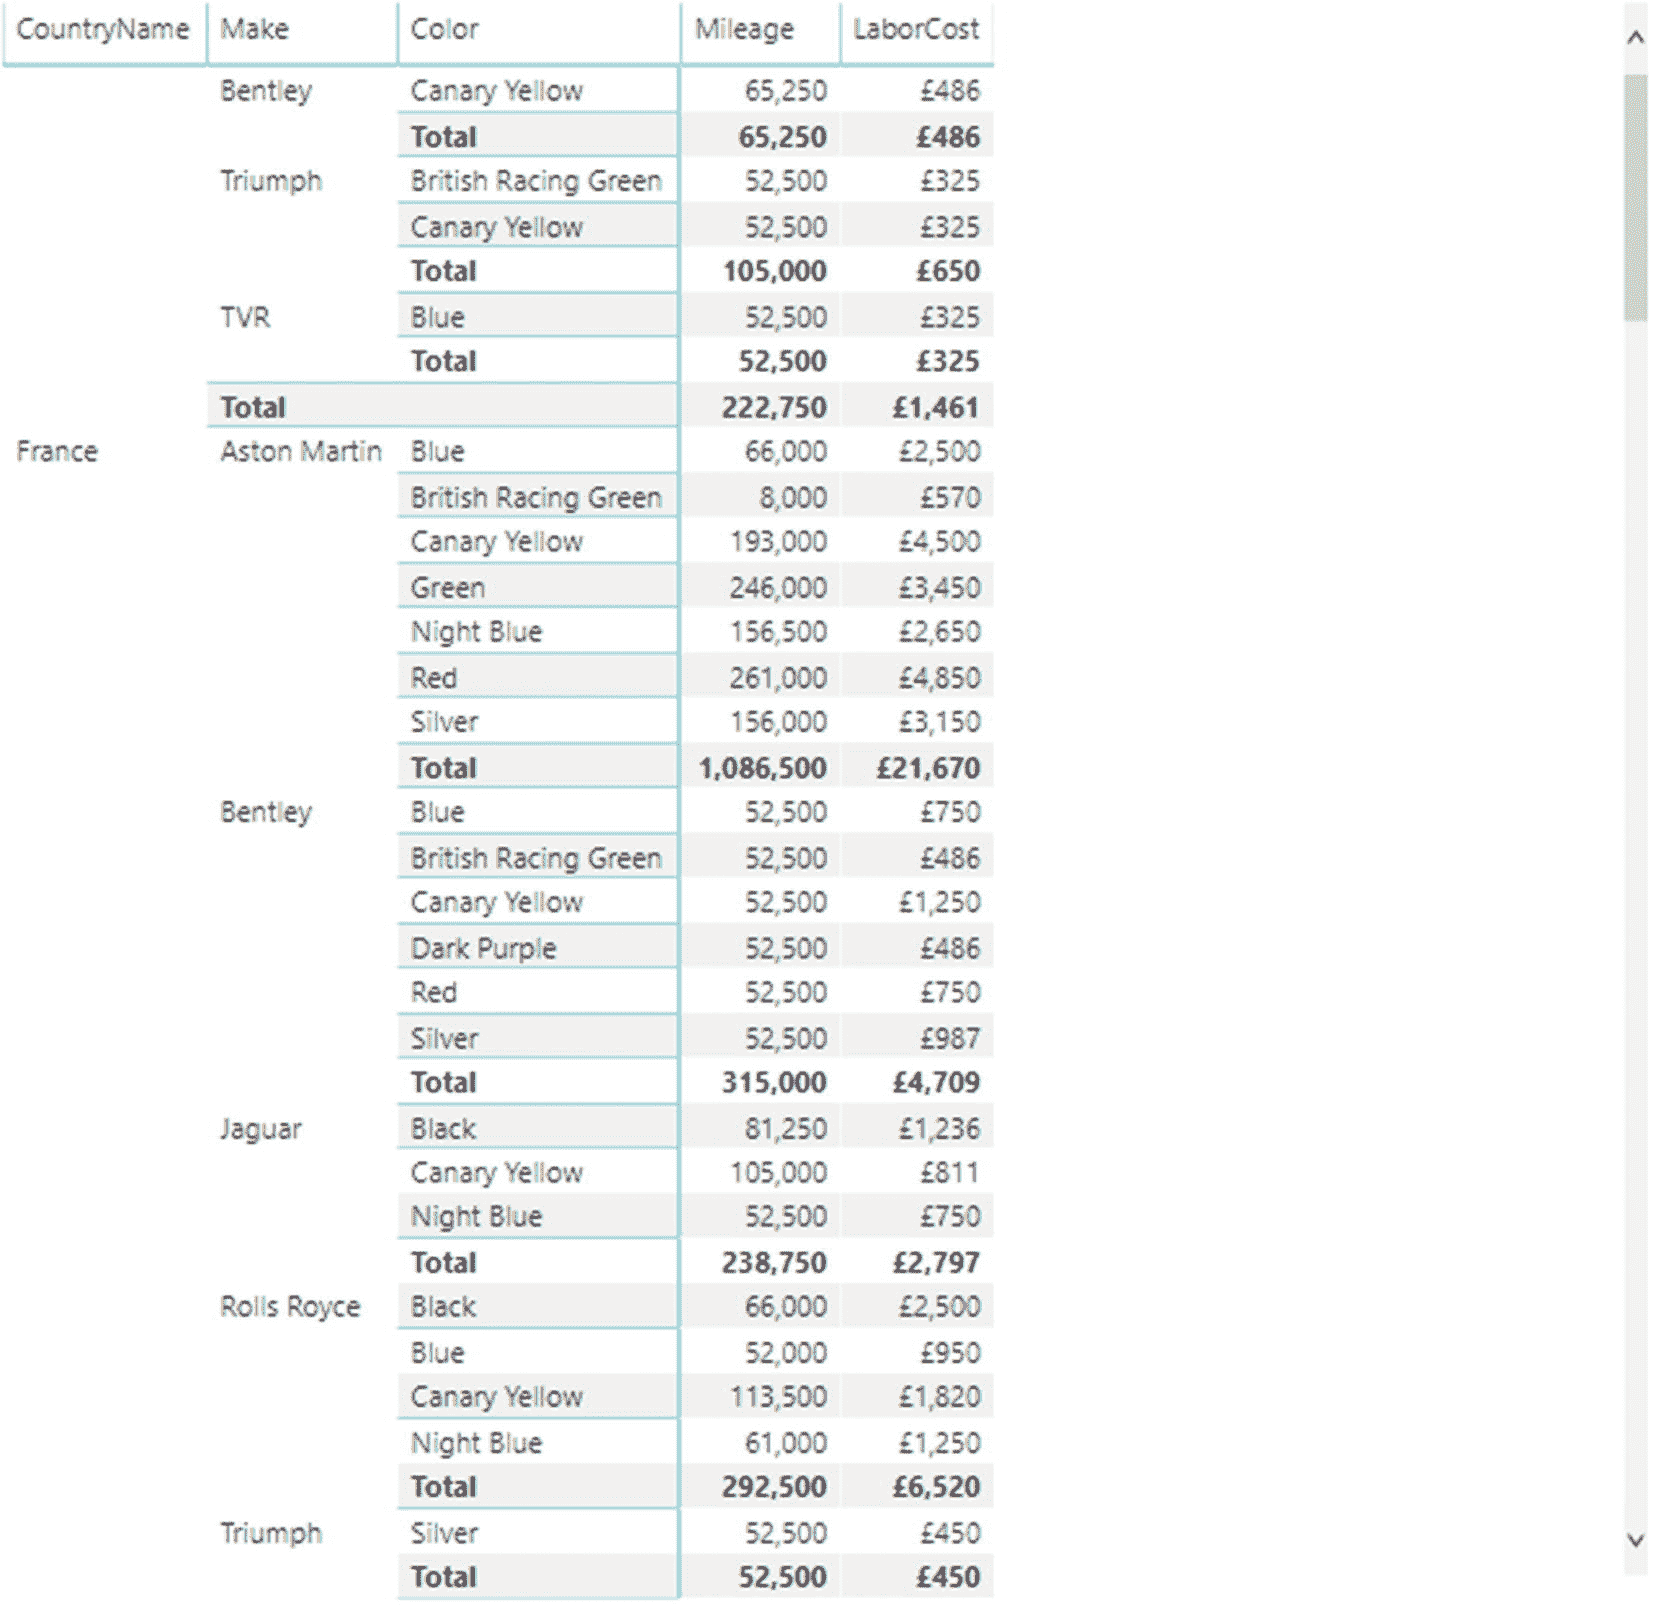 CountryName Make Color Mileage LaborCost
Bentley Canary Yellow 65,250 £486
Total 65,250 £486
Triumph British Racing Green 52,500 £325
Canary Yellow 52,500 £325
Total 105,000 £650
TVR Blue 52,500 £325
Total 52,500 £325
Total 222,750 £1,461
France Aston Martin Blue 66,000 £2,500
British Racing Green 8,000 £570
Canary Yellow 193,000 £4,500
Green 246,000 £3,450
Night Blue 156,500 £2,650
Red 261,000 £4,850
Silver 156,000 £3,150
Total 1,086,500 £21,670
Bentley Blue 52,500 £750
British Racing Green 52,500 £486
Canary Yellow 52,500 £1,250
Dark Purple 52,500 £486
Red 52,500 £750
Silver 52,500 £987
Total 315,000 £4,709
Jaguar Black 81,250 £1,236
Canary Yellow 105,000 £811
Night Blue 52,500 £750
Total 238,750 £2,797
Rolls Royce Black 66,000 £2,500
Blue 52,000 £950
Canary Yellow 113,500 £1,820
Night Blue 61,000 £1,250
Total 292,500 £6,520
Triumph Silver 52,500 £450
Total 52,500 £450